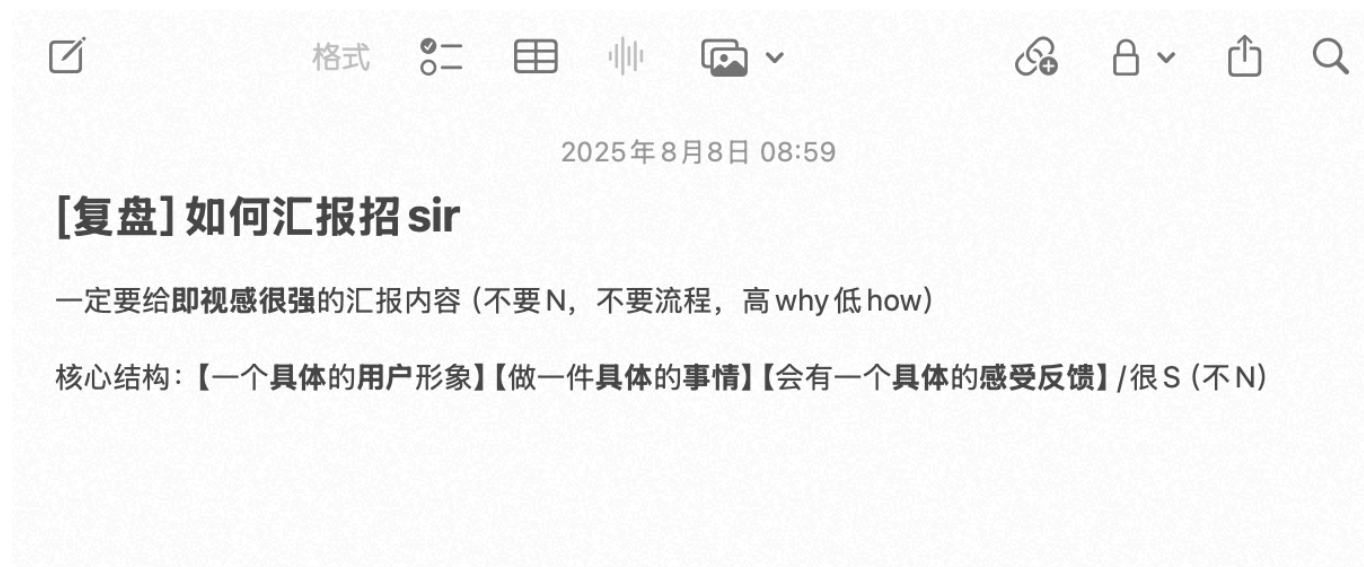 格式
2025年8月8日 08:59
[复盘] 如何汇报招sir
一定要给即视感很强的汇报内容（不要N，不要流程，高why低how）
核心结构：【一个具体的用户形象】【做一件具体的事情】【会有一个具体的感受反馈】/很S（不N）